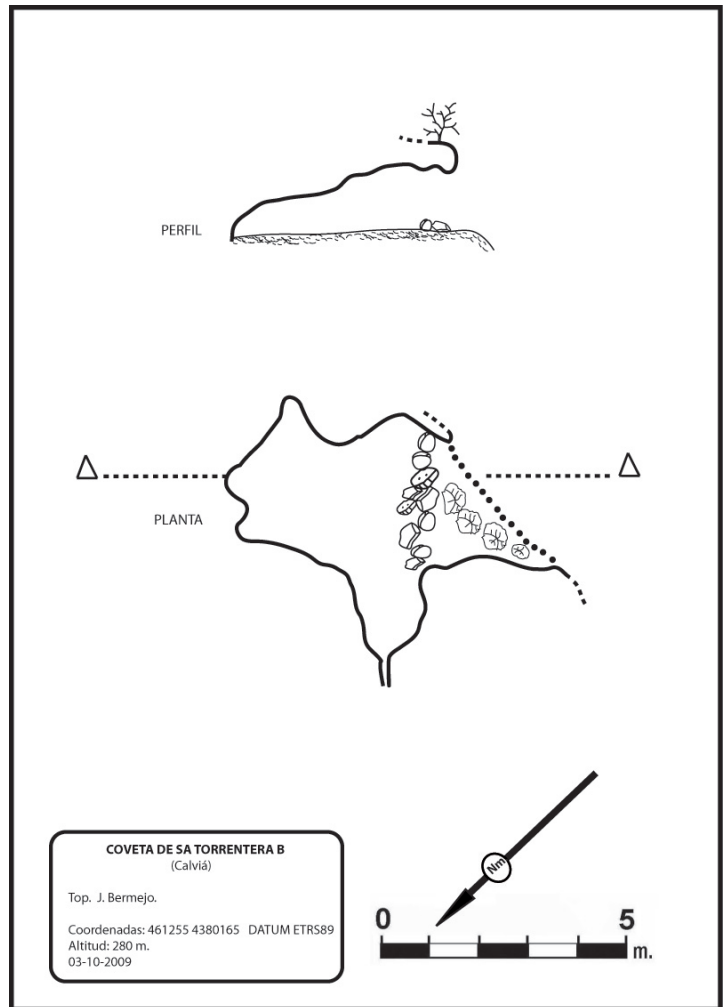 PERFIL
PLANTA
COVETA DE SA TORRENTERA B
(Calviá)
Top. J. Bermejo.
Coordenadas: 461255 4380165 DATUM ETRS89
Altitud: 280 m.
03-10-2009
Nm
0 5
m.